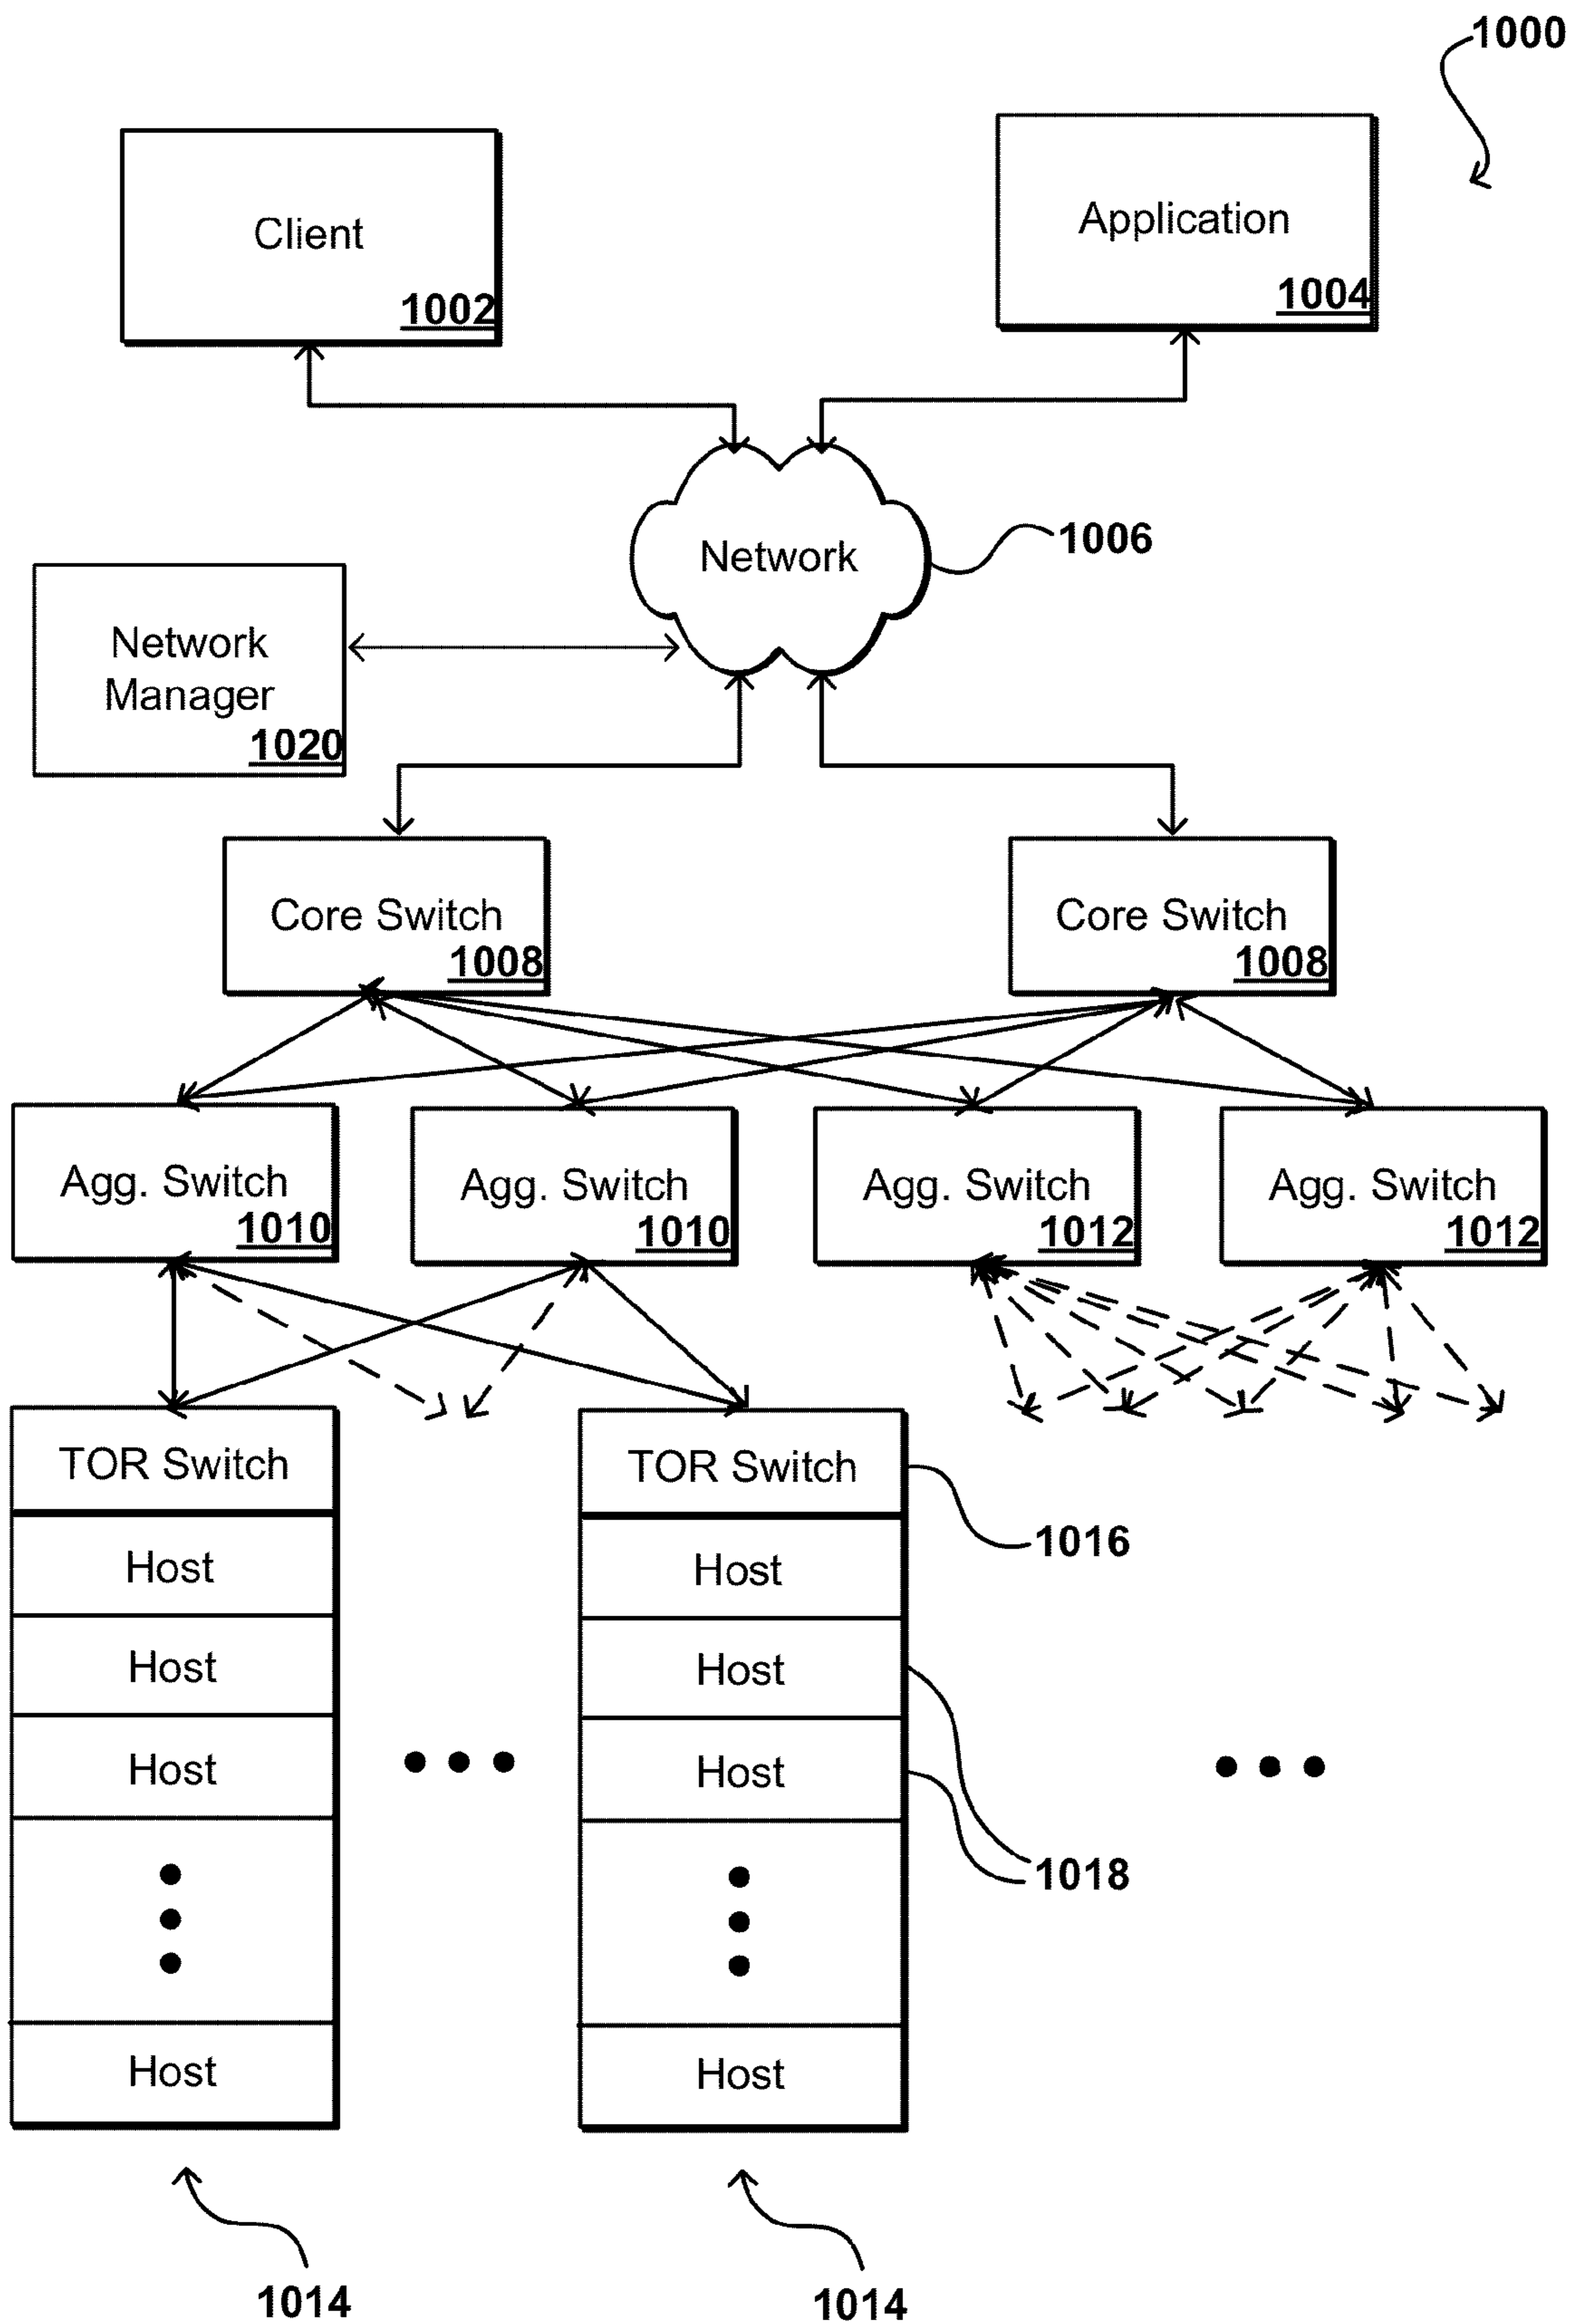 1000
Client
1002
Application
1004
Network
1006
Network
Manager
1020
Core Switch
1008
Core Switch
1008
Agg. Switch
1010
Agg. Switch
1010
Agg. Switch
1012
Agg. Switch
1012
TOR Switch
Host
Host
Host
Host
TOR Switch
Host
Host
Host
Host
1016
1018
1014
1014